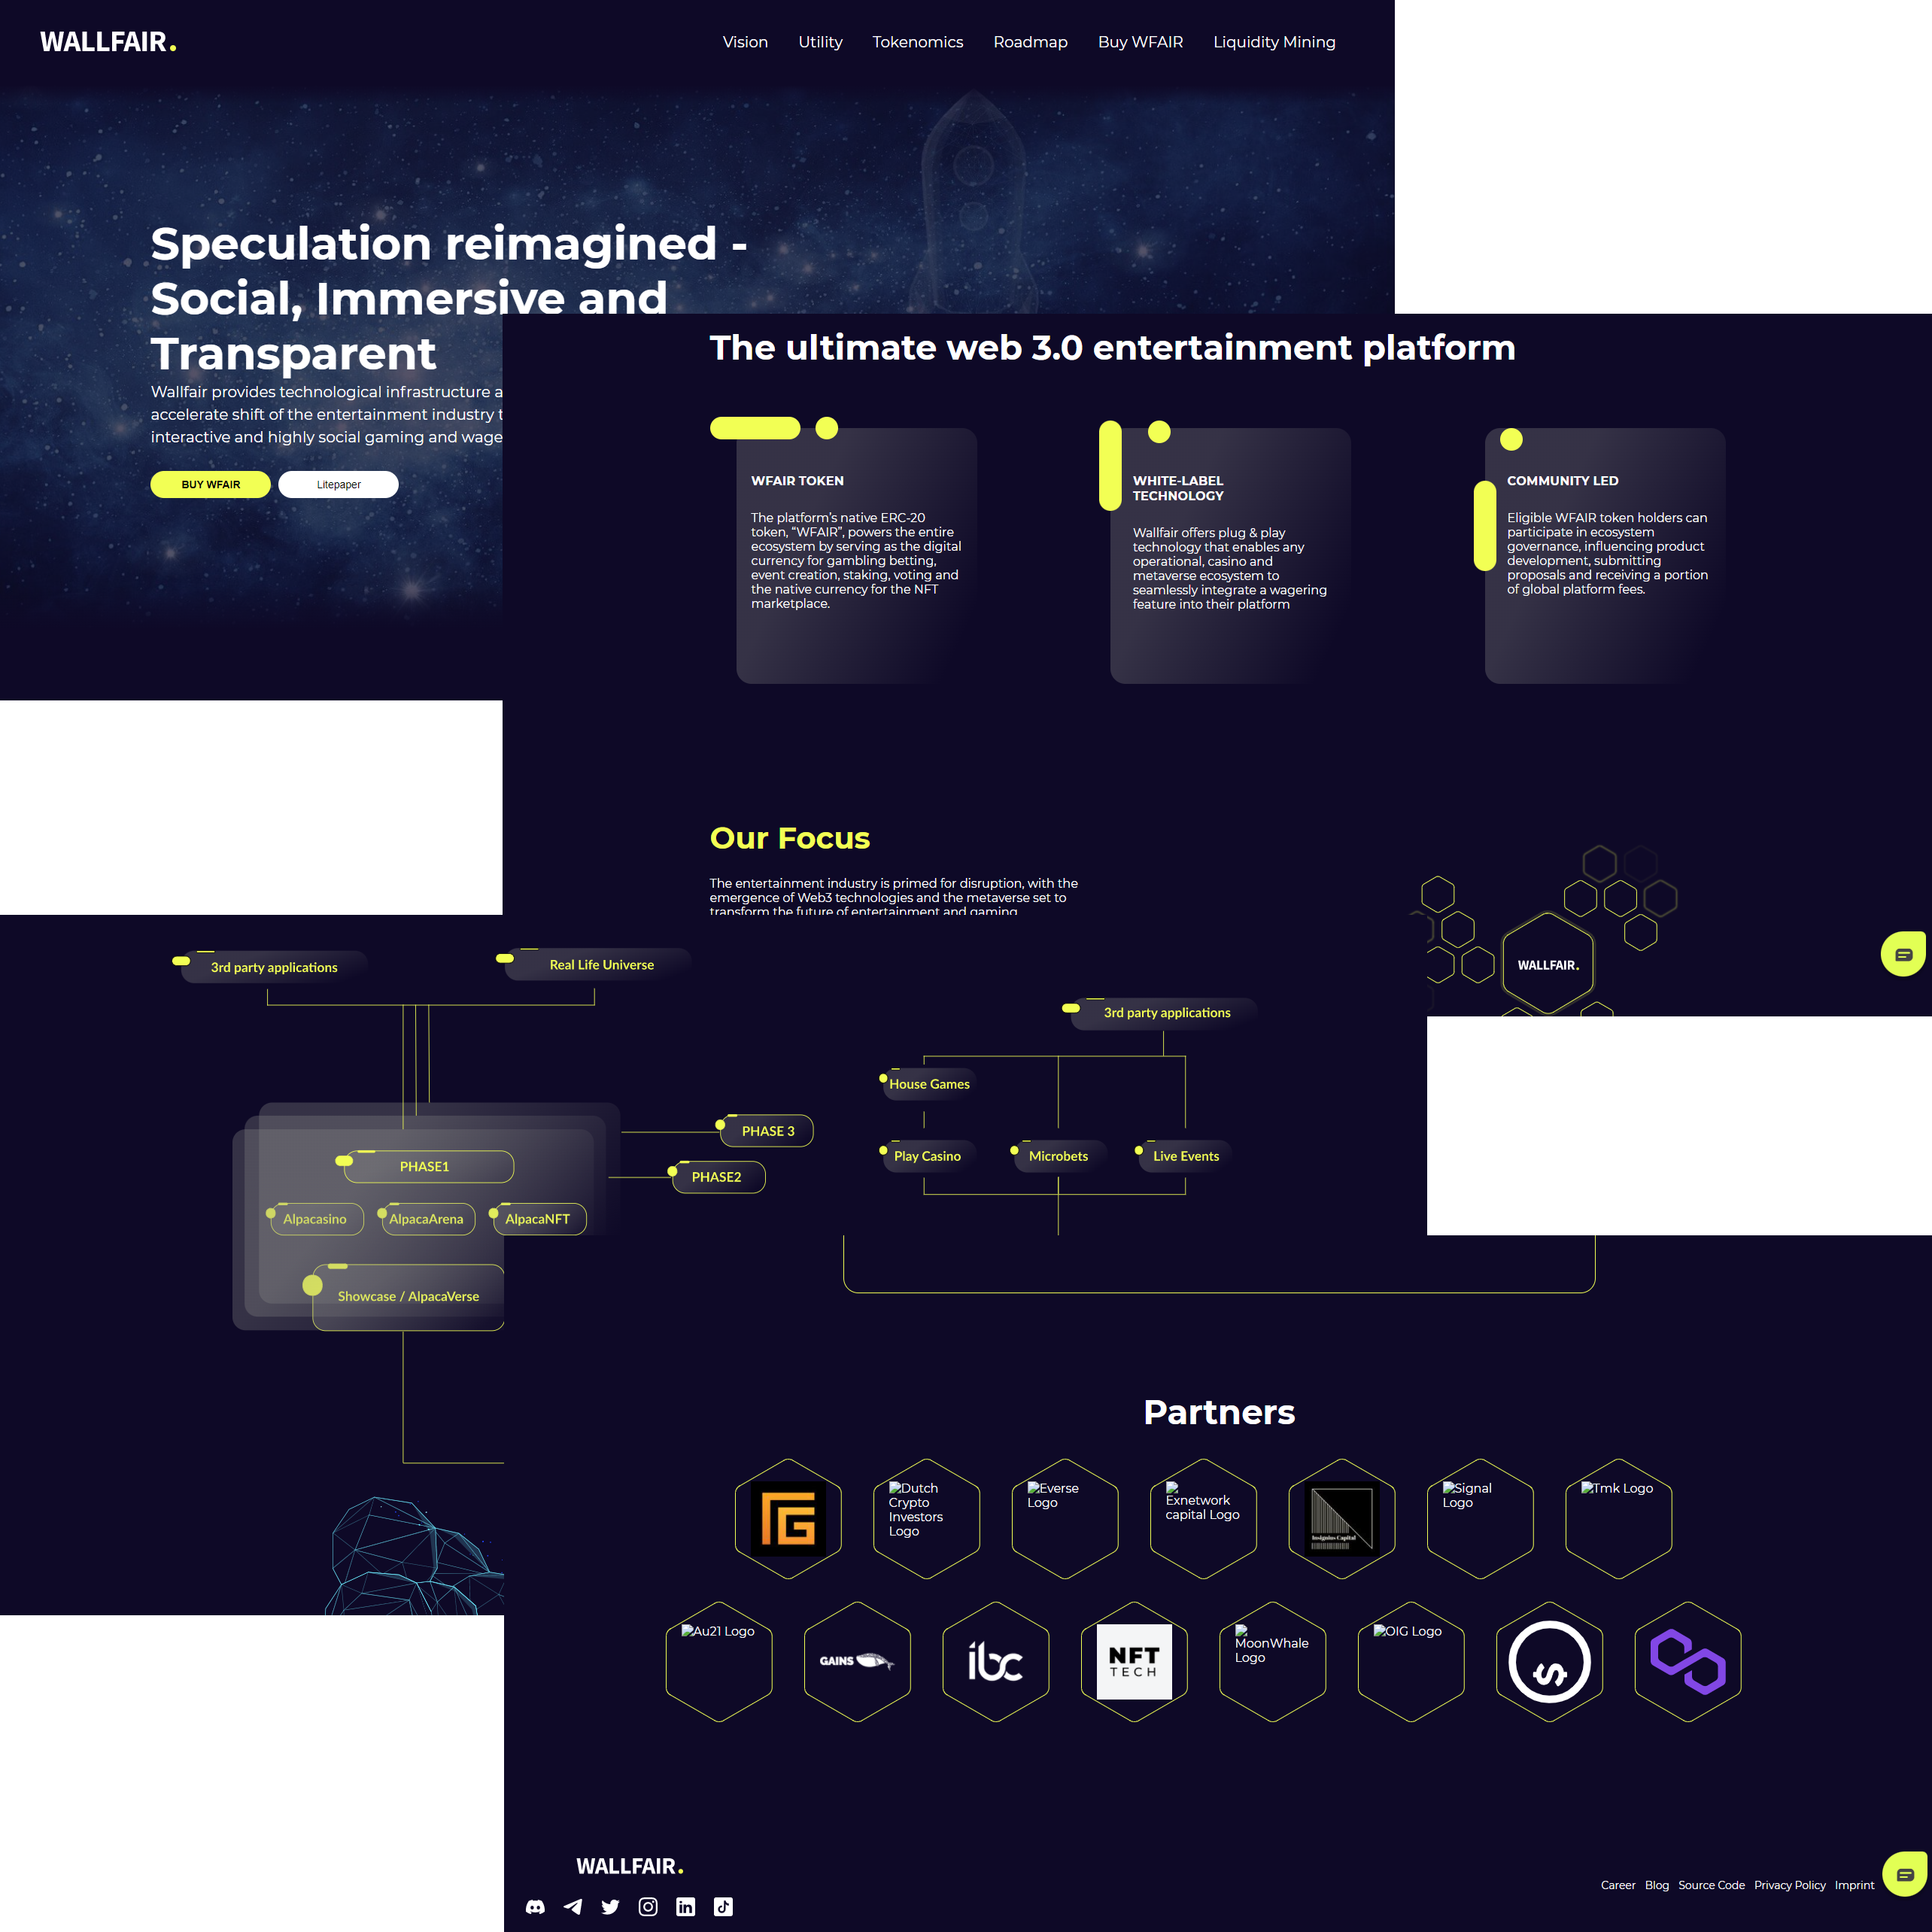 WALLFAIR.
Vision Utility Tokenomics Roadmap Buy WFAIR Liquidity Mining
Speculation reimagined -
Social, Immersive and
Transparent
Wallfair provides technological infrastructure a
accelerate shift of the entertainment industry t
interactive and highly social gaming and wage
BUY WFAIR Litepaper
The ultimate web 3.0 entertainment platform
WFAIR TOKEN
The platform’s native ERC-20
token, “WFAIR”, powers the entire
ecosystem by serving as the digital
currency for gambling betting,
event creation, staking, voting and
the native currency for the NFT
marketplace.
WHITE-LABEL
TECHNOLOGY
Wallfair offers plug & play
technology that enables any
operational, casino and
metaverse ecosystem to
seamlessly integrate a wagering
feature into their platform
COMMUNITY LED
Eligible WFAIR token holders can
participate in ecosystem
governance, influencing product
development, submitting
proposals and receiving a portion
of global platform fees.
Our Focus
The entertainment industry is primed for disruption, with the
emergence of Web3 technologies and the metaverse set to
transform the future of entertainment and gaming
WALLFAIR.
3rd party applications
Real Life Universe
3rd party applications
House Games
Play Casino
Microbets
Live Events
PHASE 3
PHASE2
PHASE1
Alpacasino
AlpacaArena
AlpacaNFT
Showcase / AlpacaVerse
Partners
Dutch
Crypto
Investors
Logo
Everse
Logo
Exnetwork
capital Logo
Insignius Capital
Signal
Logo
Tmk Logo
Au21 Logo
GAINS
ibc
NFT
TECH
MoonWhale
Logo
OIG Logo
WALLFAIR.
Career Blog Source Code Privacy Policy Imprint